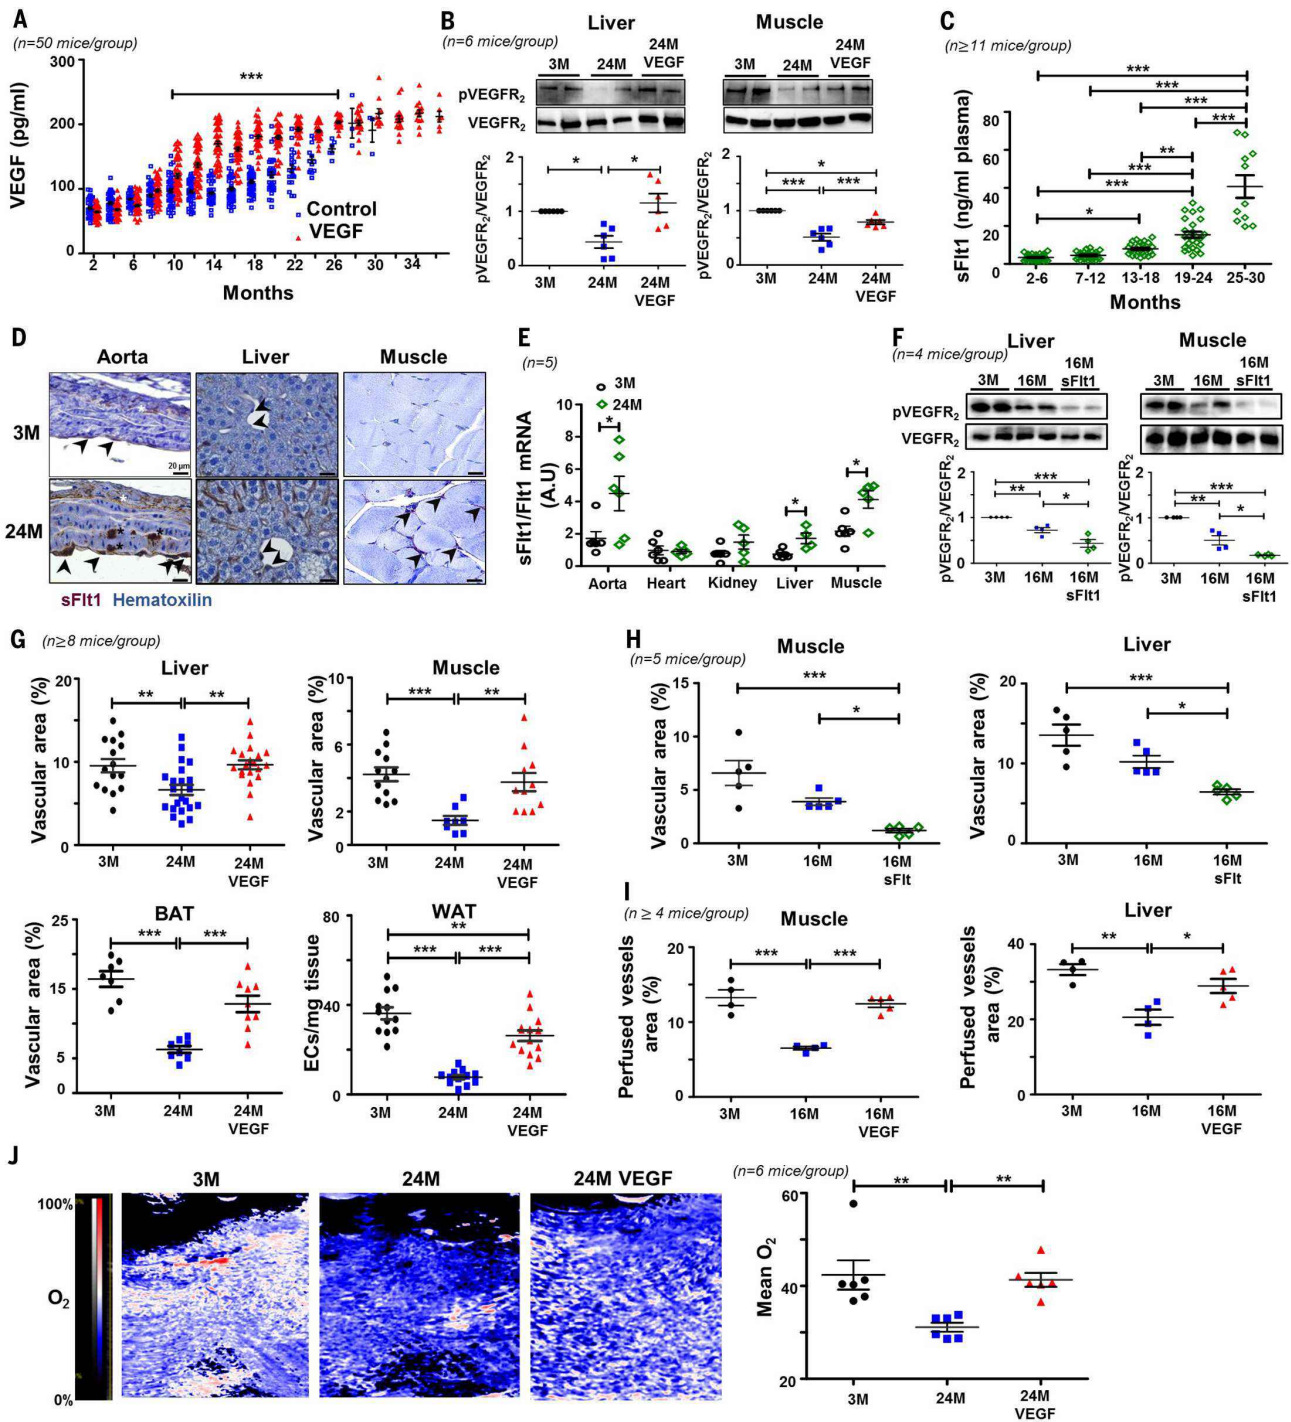 A
(n=50 mice/group)
VEGF (pg/ml)
300
200
100
0
***
Control
VEGF
2 6 10 14 18 22 26 30 34
Months
B
(n=6 mice/group)
Liver
3M 24M 24M VEGF
pVEGFR2
VEGFR2
pVEGFR2/VEGFR2
2
1
0
* *
3M 24M 24M VEGF
Muscle
3M 24M 24M VEGF
pVEGFR2/VEGFR2
2
1
0
*
*** ***
3M 24M 24M VEGF
C
(n≥11 mice/group)
sFlt1 (ng/ml plasma)
80
60
40
20
0
***
***
***
***
**
***
***
*
2-6 7-12 13-18 19-24 25-30
Months
D
Aorta Liver Muscle
3M
20 µm
24M
* * * *
sFlt1 Hematoxilin
E
(n=5)
sFlt1/Flt1 mRNA
(A.U)
10
8
6
4
2
0
3M
24M
* * *
Aorta Heart Kidney Liver Muscle
F
(n=4 mice/group)
Liver
3M 16M 16M sFlt1
pVEGFR2
VEGFR2
pVEGFR2/VEGFR2
2
1
0
***
** *
3M 16M 16M sFlt1
Muscle
3M 16M 16M sFlt1
pVEGFR2/VEGFR2
2
1
0
***
** *
3M 16M 16M sFlt1
G
(n≥8 mice/group)
Liver
Vascular area (%)
20
10
0
** **
3M 24M 24M VEGF
Muscle
Vascular area (%)
10
6
2
0
*** **
3M 24M 24M VEGF
BAT
Vascular area (%)
25
15
5
0
*** ***
3M 24M 24M VEGF
WAT
ECs/mg tissue
80
40
0
**
*** ***
3M 24M 24M VEGF
H
(n=5 mice/group)
Muscle
Vascular area (%)
15
10
5
0
***
*
3M 16M 16M sFlt
Liver
Vascular area (%)
20
10
0
***
*
3M 16M 16M sFlt
I
(n ≥ 4 mice/group)
Muscle
Perfused vessels
area (%)
20
10
0
*** ***
3M 16M 16M VEGF
Liver
Perfused vessels
area (%)
40
20
0
** *
3M 16M 16M VEGF
J
3M 24M 24M VEGF
100%
O2
0%
(n=6 mice/group)
Mean O2
60
40
20
** **
3M 24M 24M VEGF